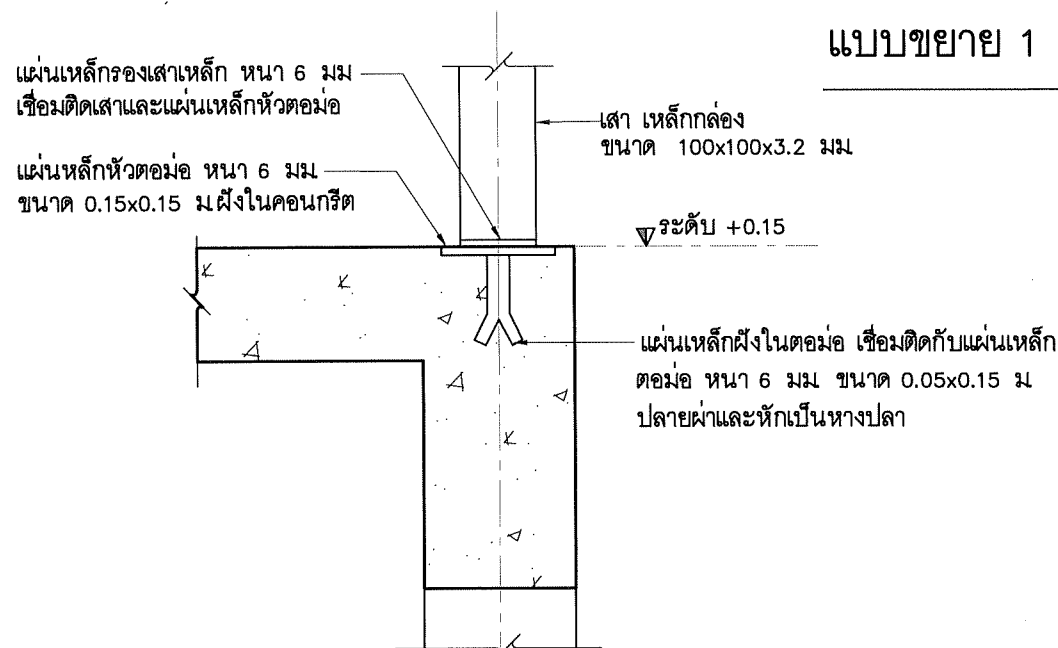 แบบขยาย 1
แผ่นเหล็กรองเสาเหล็ก หนา 6 มม
เชื่อมติดเสาและแผ่นเหล็กหัวตอม่อ
เสา เหล็กกล่อง
ขนาด 100x100x3.2 มม.
แผ่นหล็กหัวตอม่อ หนา 6 มม.
ขนาด 0.15x0.15 ม.ฝังในคอนกรีต
ระดับ +0.15
แผ่นเหล็กฝังในตอม่อ เชื่อมติดกับแผ่นเหล็ก
ตอม่อ หนา 6 มม ขนาด 0.05x0.15 ม.
ปลายผ่าและหักเป็นหางปลา